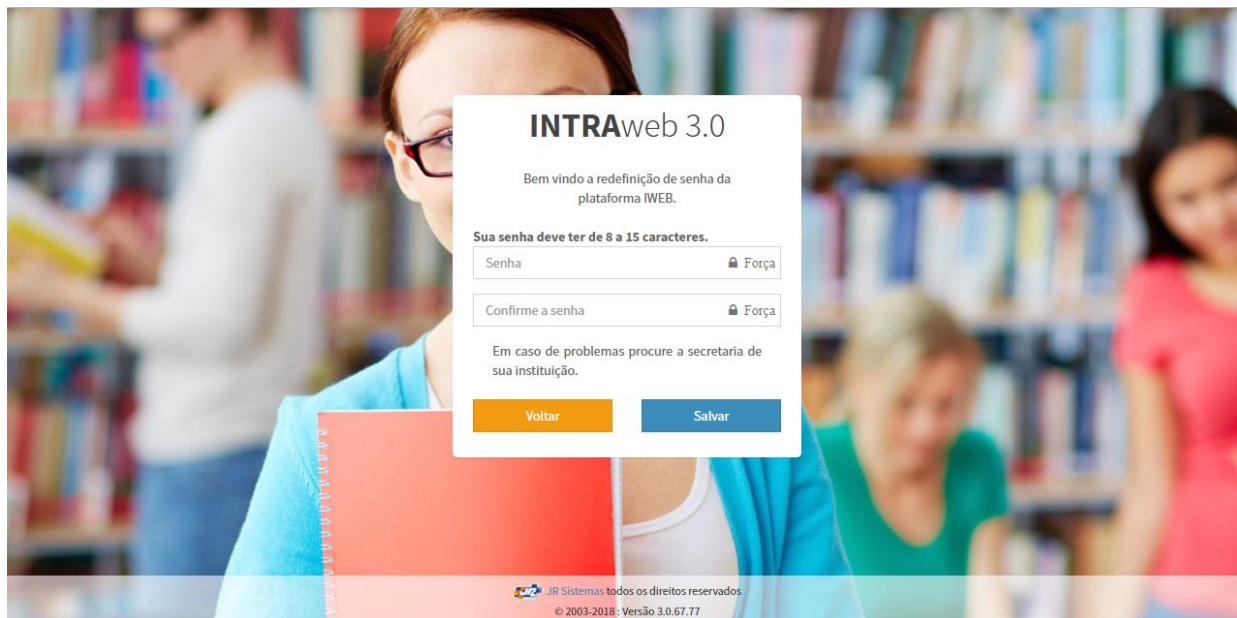 INTRAweb 3.0
Bem vindo a redefinição de senha da
plataforma IWEB.
Sua senha deve ter de 8 a 15 caracteres.
Senha Força
Confirme a senha Força
Em caso de problemas procure a secretaria de
sua instituição.
Voltar Salvar
JR JR Sistemas todos os direitos reservados
© 2003-2018 : Versão 3.0.67.77